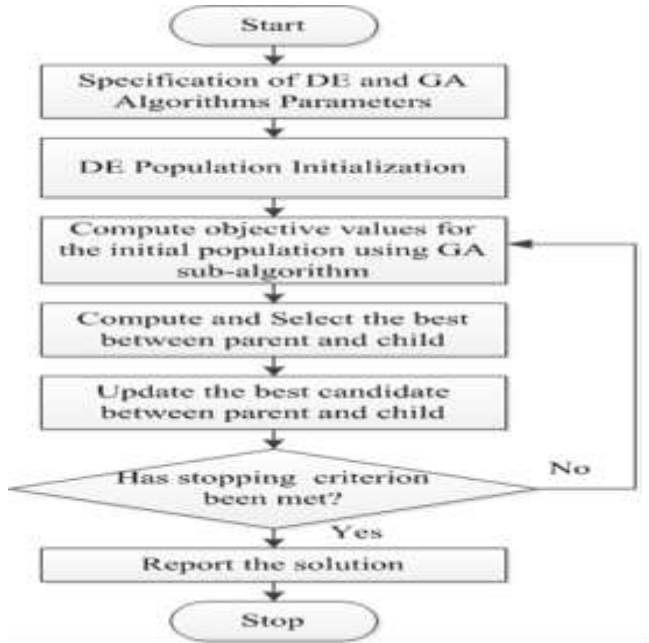 Start
Specification of DE and GA
Algorithms Parameters
DE Population Initialization
Compute objective values for
the initial population using GA
sub-algorithm
Compute and Select the best
between parent and child
Update the best candidate
between parent and child
Has stopping criterion
been met?
No
Yes
Report the solution
Stop